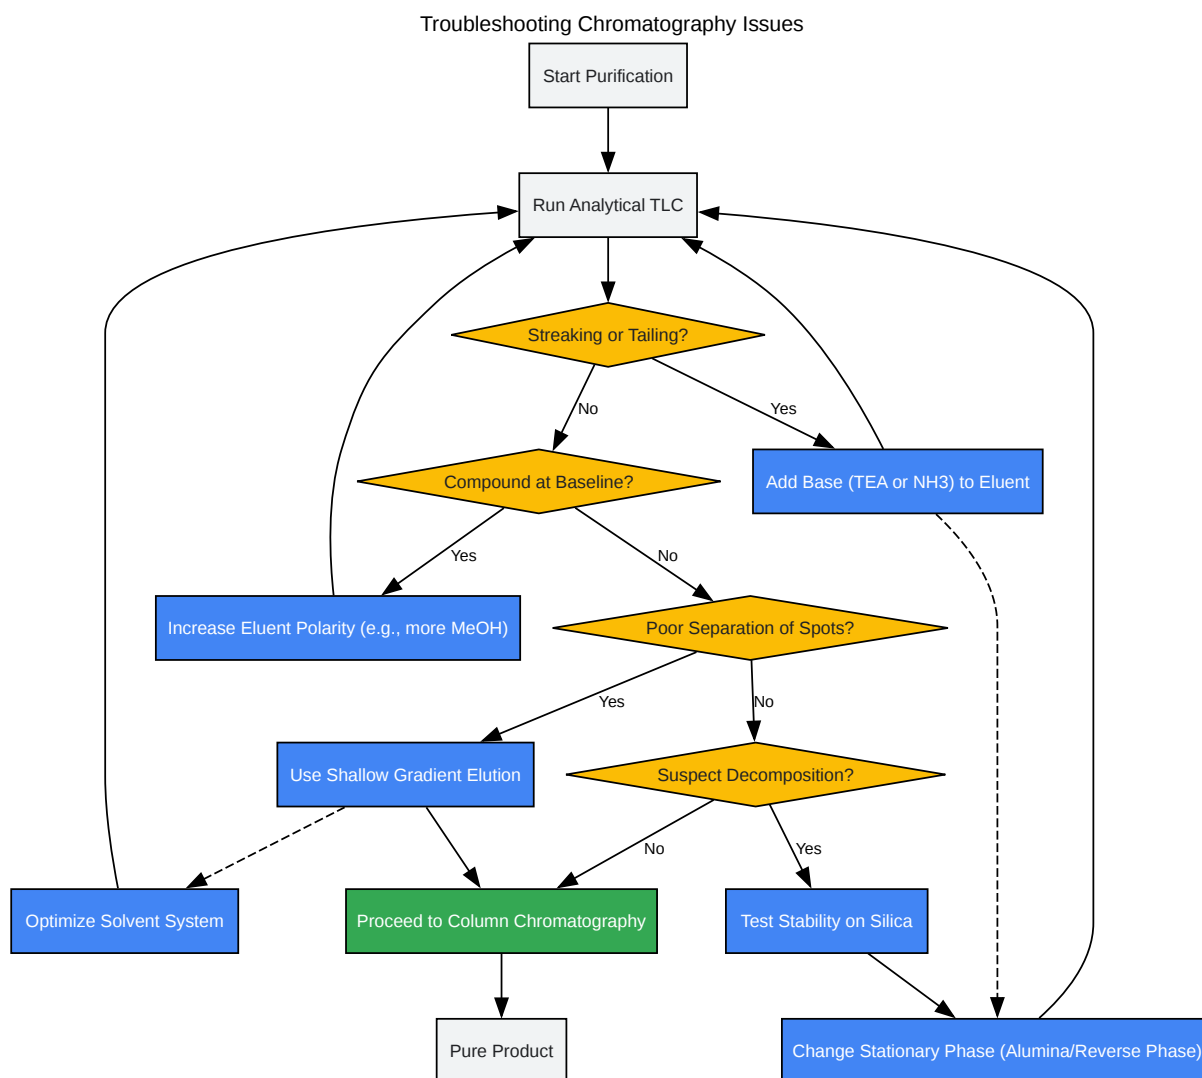 Troubleshooting Chromatography Issues
Start Purification
Run Analytical TLC
Streaking or Tailing?
No
Yes
Compound at Baseline?
Add Base (TEA or NH3) to Eluent
Yes
No
Increase Eluent Polarity (e.g., more MeOH)
Poor Separation of Spots?
Yes
No
Use Shallow Gradient Elution
Suspect Decomposition?
No
Yes
Optimize Solvent System
Proceed to Column Chromatography
Test Stability on Silica
Pure Product
Change Stationary Phase (Alumina/Reverse Phase)